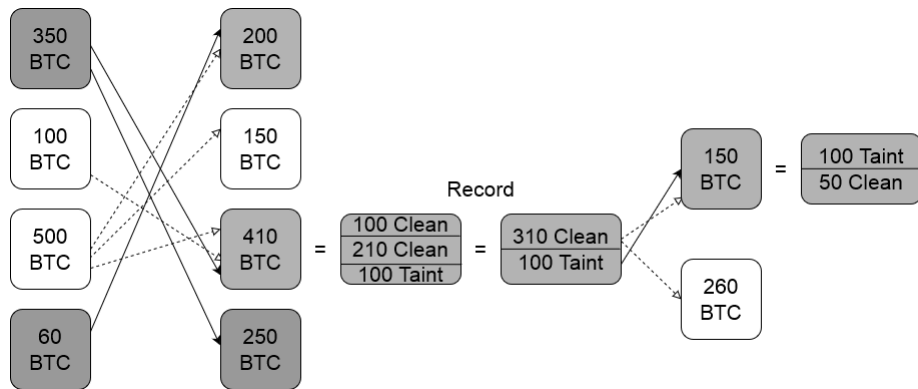 350
BTC
100
BTC
500
BTC
60
BTC
200
BTC
150
BTC
410
BTC
250
BTC
=
100 Clean
210 Clean
100 Taint
=
Record
310 Clean
100 Taint
150
BTC
260
BTC
=
100 Taint
50 Clean